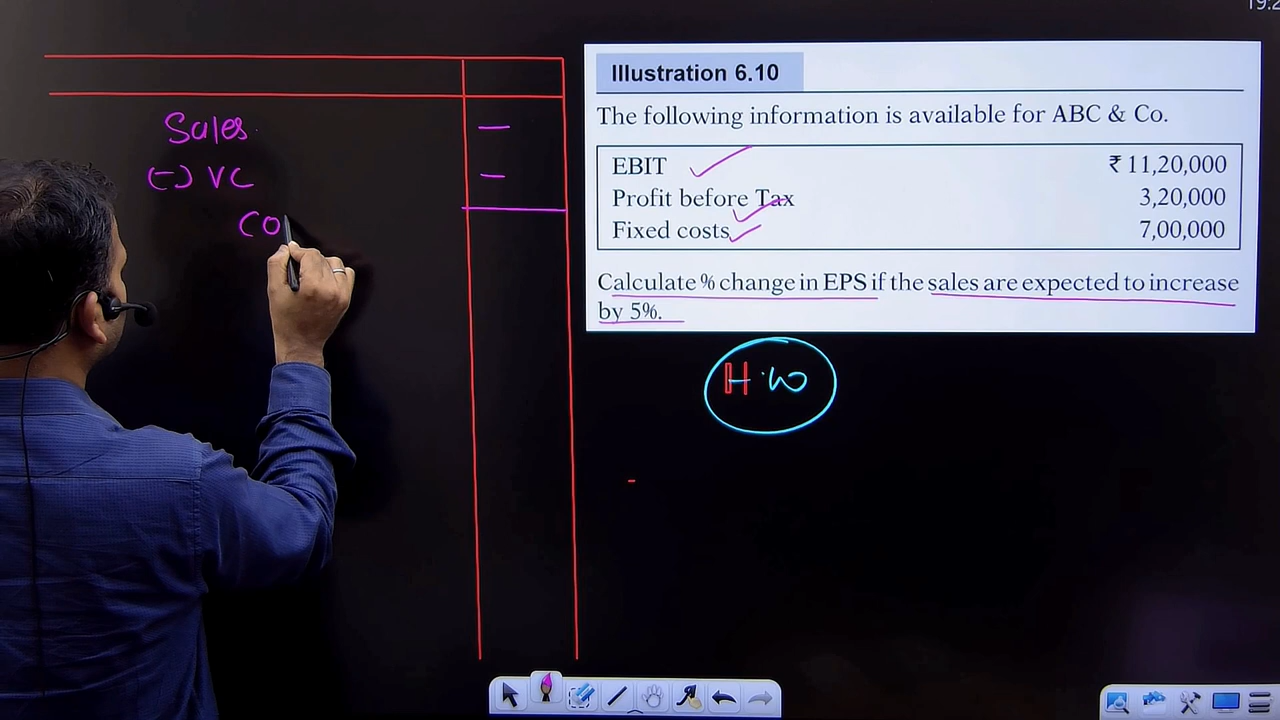 Sales
(-) VC
CO
Illustration 6.10
The following information is available for ABC & Co.
EBIT ₹ 11,20,000
Profit before Tax 3,20,000
Fixed costs 7,00,000
Calculate % change in EPS if the sales are expected to increase
by 5%.
H.W